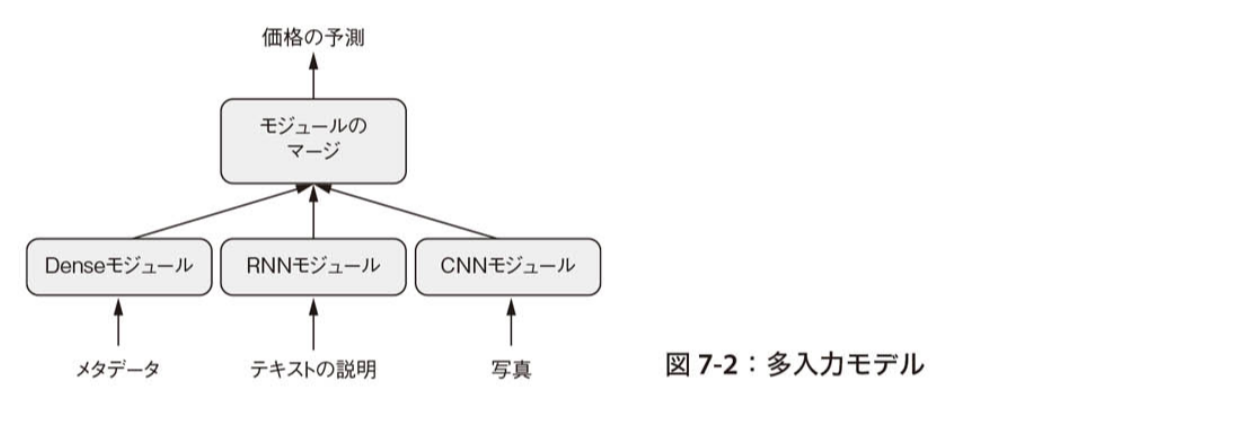 価格の予測
モジュールの
マージ
Denseモジュール
RNNモジュール
CNNモジュール
メタデータ
テキストの説明
写真
図 7-2：多入力モデル